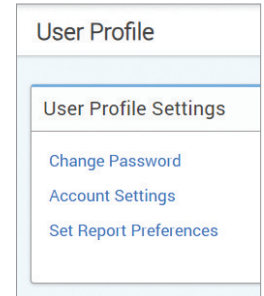 User Profile
User Profile Settings
Change Password
Account Settings
Set Report Preferences